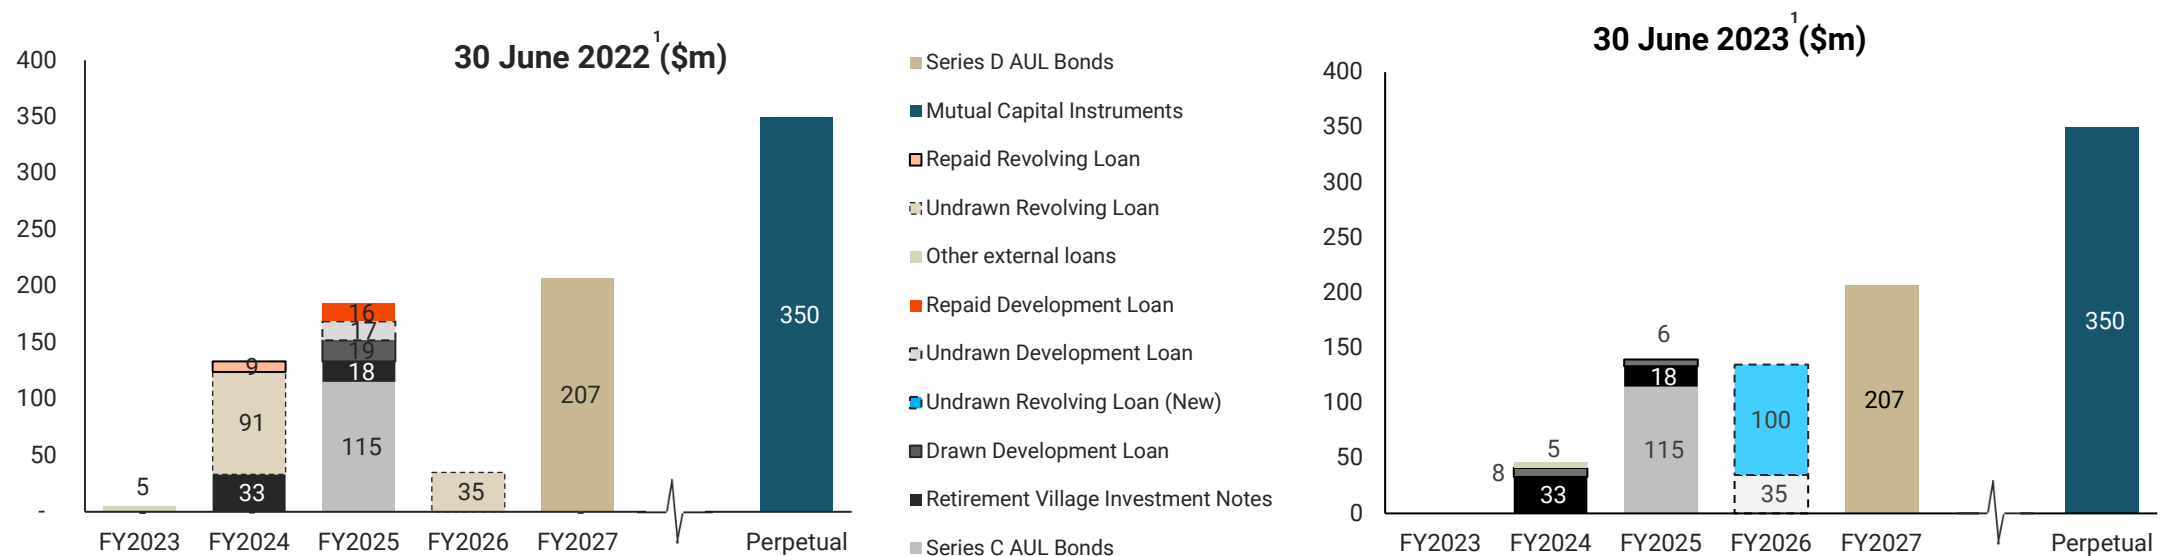 30 June 2022¹($m)
400
350
300
250
200
150
100
50
-
5
9
91
33
16
17
19
18
115
35
207
350
FY2023 FY2024 FY2025 FY2026 FY2027 Perpetual
Series D AUL Bonds
Mutual Capital Instruments
Repaid Revolving Loan
Undrawn Revolving Loan
Other external loans
Repaid Development Loan
Undrawn Development Loan
Undrawn Revolving Loan (New)
Drawn Development Loan
Retirement Village Investment Notes
Series C AUL Bonds
30 June 2023¹($m)
400
350
300
250
200
150
100
50
0
5
8
33
6
18
115
100
35
207
350
FY2023 FY2024 FY2025 FY2026 FY2027 Perpetual